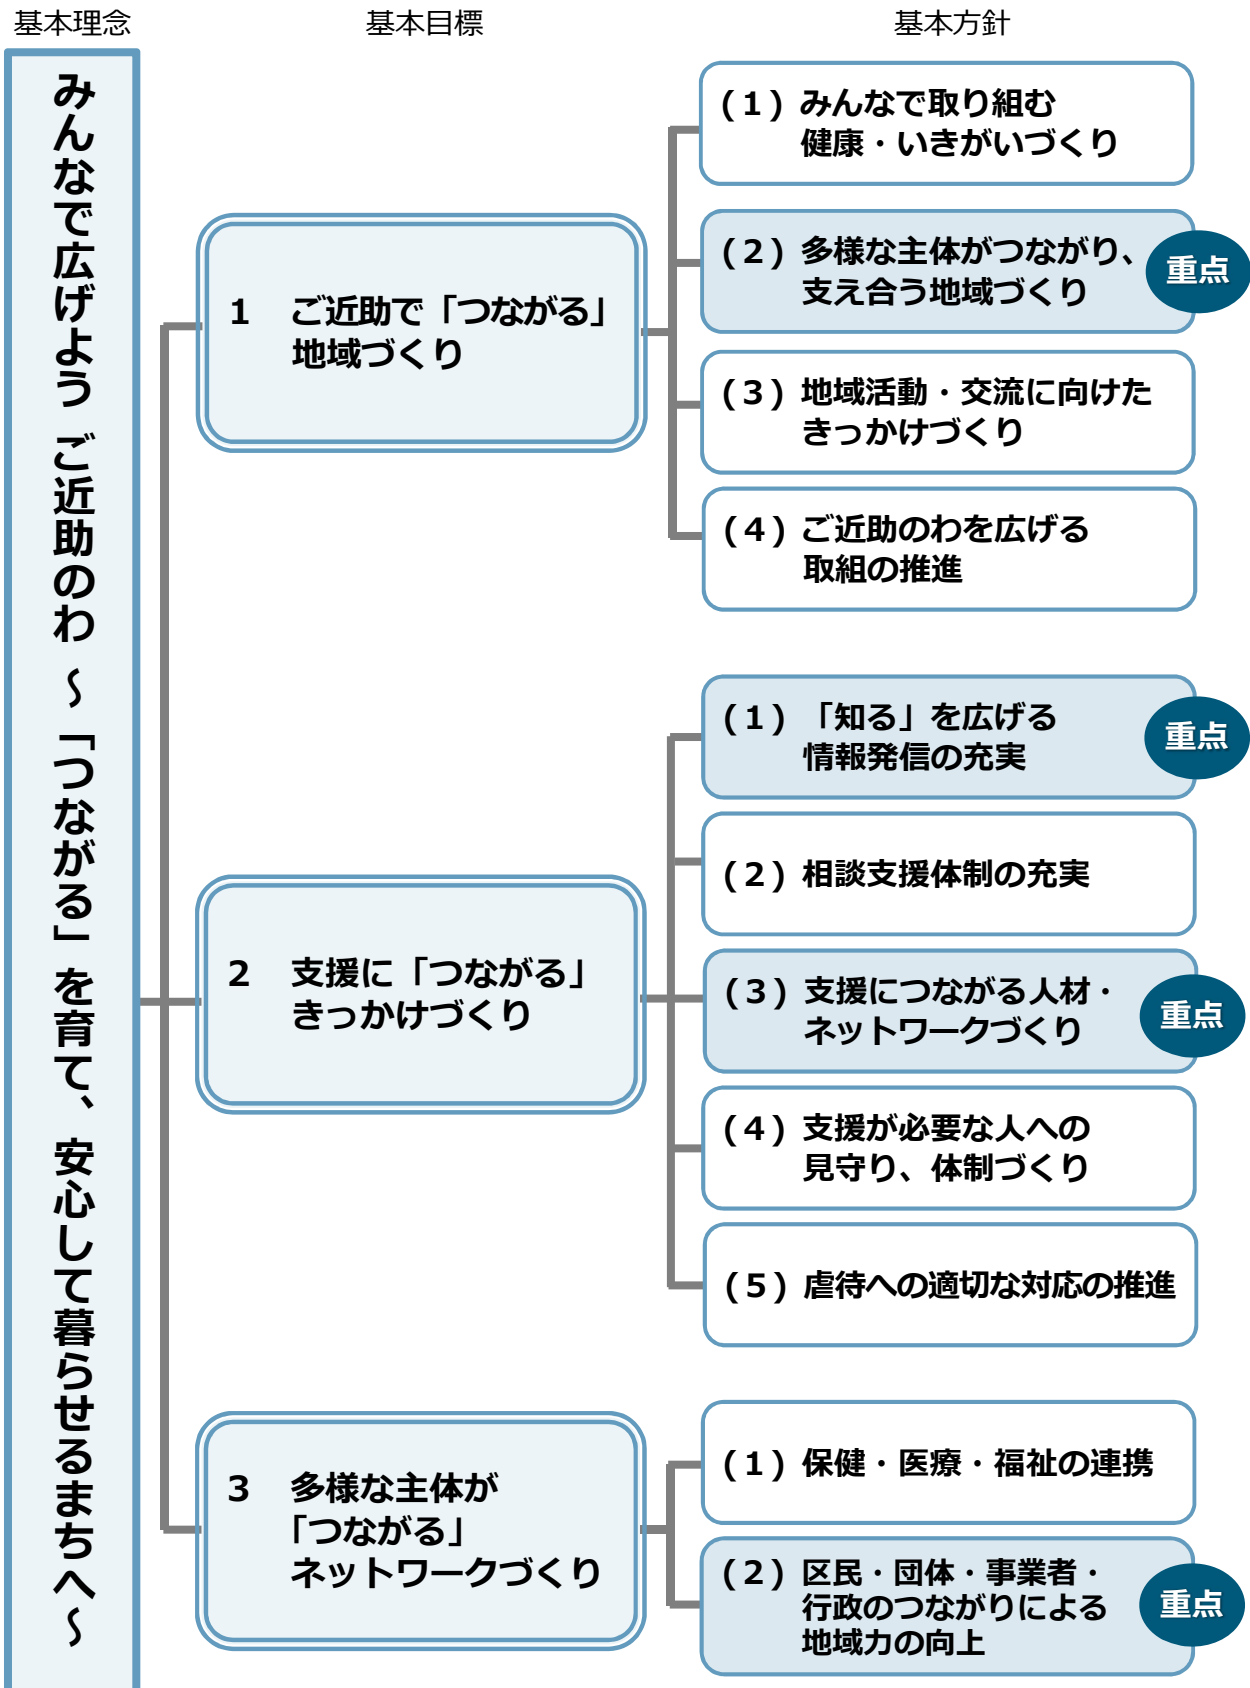 基本理念
基本目標
基本方針
みんなで広げよう ご近助のわ ～「つながる」を育て、安心して暮らせるまちへ～
1 ご近助で「つながる」
地域づくり
(1) みんなで取り組む
健康・いきがいづくり
(2) 多様な主体がつながり、
支え合う地域づくり
重点
(3) 地域活動・交流に向けた
きっかけづくり
(4) ご近助のわを広げる
取組の推進
2 支援に「つながる」
きっかけづくり
(1) 「知る」を広げる
情報発信の充実
重点
(2) 相談支援体制の充実
(3) 支援につながる人材・
ネットワークづくり
重点
(4) 支援が必要な人への
見守り、体制づくり
(5) 虐待への適切な対応の推進
3 多様な主体が
「つながる」
ネットワークづくり
(1) 保健・医療・福祉の連携
(2) 区民・団体・事業者・
行政のつながりによる
地域力の向上
重点